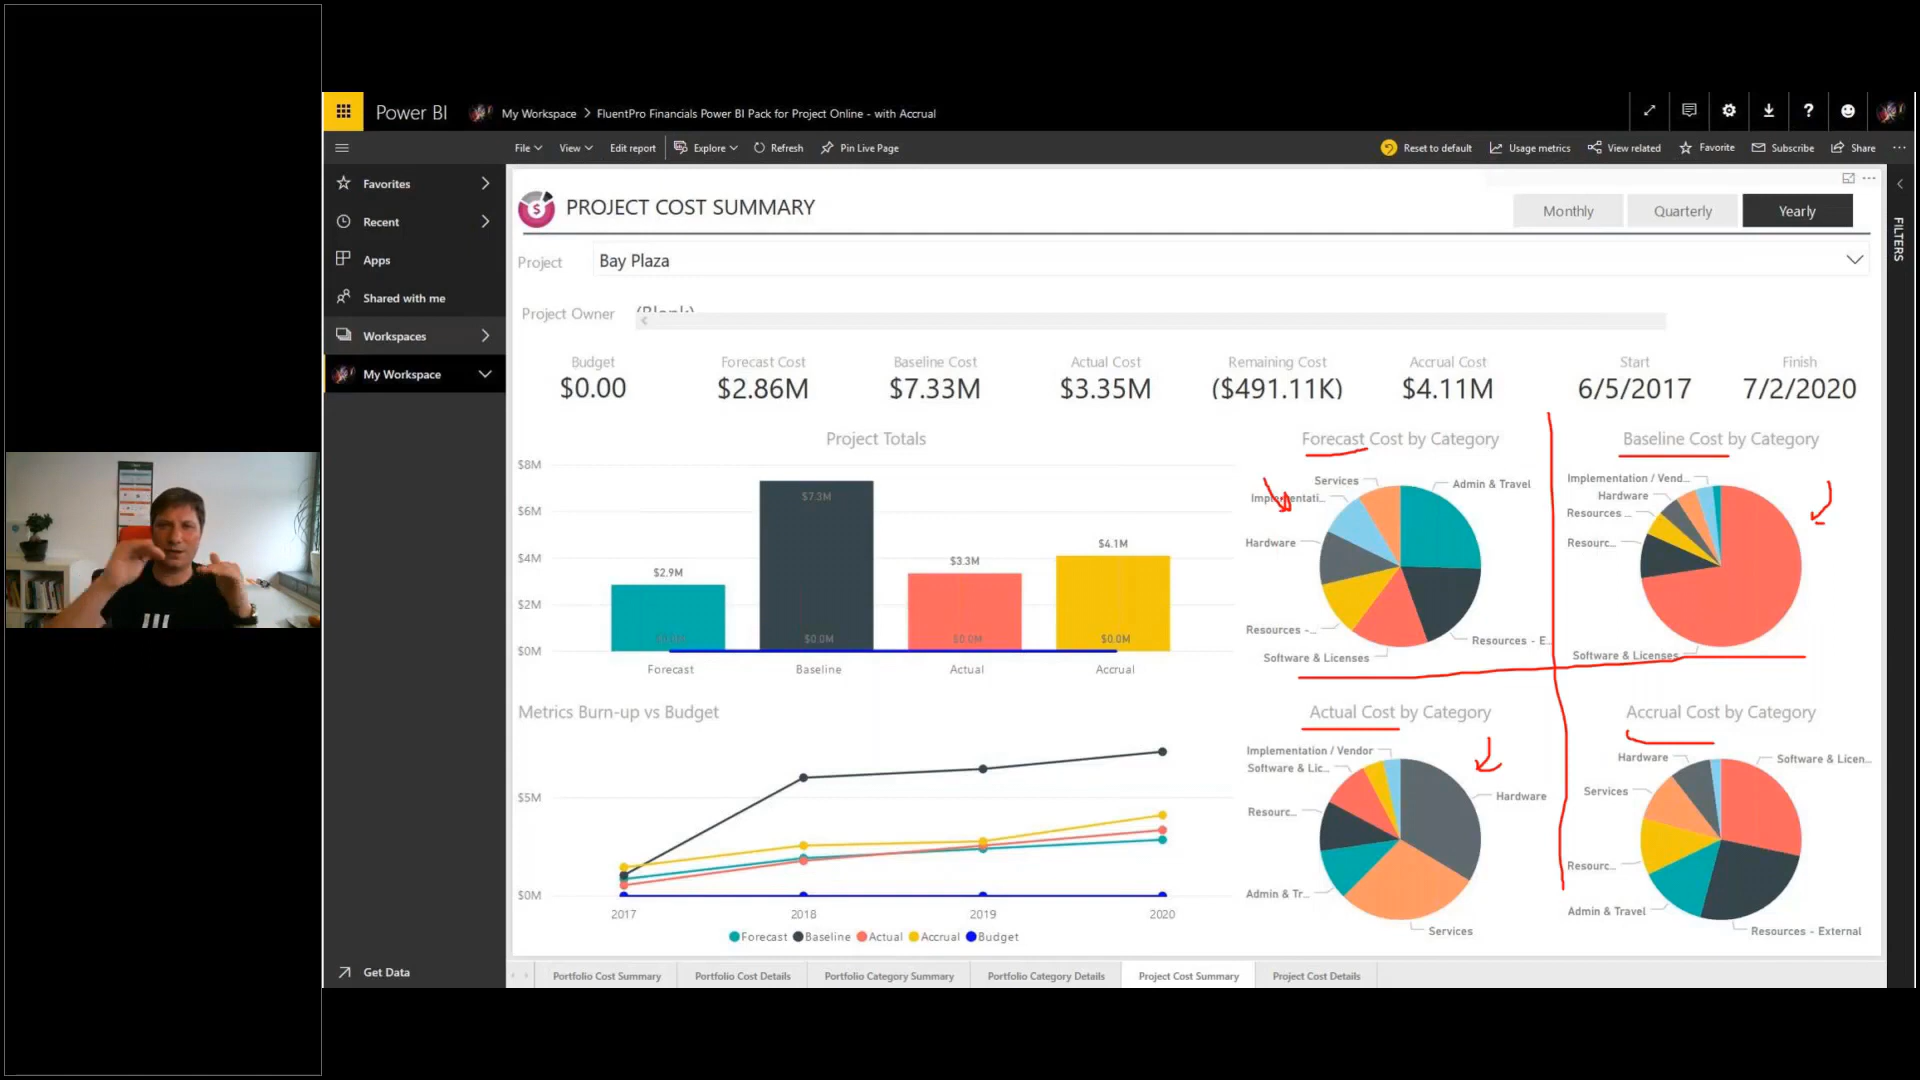 Power BI
My Workspace > FluentPro Financials Power BI Pack for Project Online - with Accrual
File
View
Edit report
Explore
Refresh
Pin Live Page
Reset to default
Usage metrics
View related
Favorite
Subscribe
Share
Favorites
Recent
Apps
Shared with me
Workspaces
My Workspace
Get Data
FILTERS
PROJECT COST SUMMARY
Monthly
Quarterly
Yearly
Project
Bay Plaza
Project Owner
(Blank)
Budget
$0.00
Forecast Cost
$2.86M
Baseline Cost
$7.33M
Actual Cost
$3.35M
Remaining Cost
($491.11K)
Accrual Cost
$4.11M
Start
6/5/2017
Finish
7/2/2020
Project Totals
$8M
$6M
$4M
$2M
$0M
$2.9M
$7.3M
$3.3M
$4.1M
$0.0M
$0.0M
$0.0M
$0.0M
Forecast
Baseline
Actual
Accrual
Forecast Cost by Category
Services
Admin & Travel
Hardware
Resources -...
Resources - E...
Software & Licenses
Baseline Cost by Category
Implementation / Vend...
Hardware
Resources ...
Resourc...
Software & Licenses
Metrics Burn-up vs Budget
$5M
$0M
2017
2018
2019
2020
Forecast
Baseline
Actual
Accrual
Budget
Actual Cost by Category
Implementation / Vendor
Software & Lic...
Hardware
Resourc...
Admin & Tr...
Services
Accrual Cost by Category
Hardware
Software & Licen...
Services
Resourc...
Admin & Travel
Resources - External
Portfolio Cost Summary
Portfolio Cost Details
Portfolio Category Summary
Portfolio Category Details
Project Cost Summary
Project Cost Details